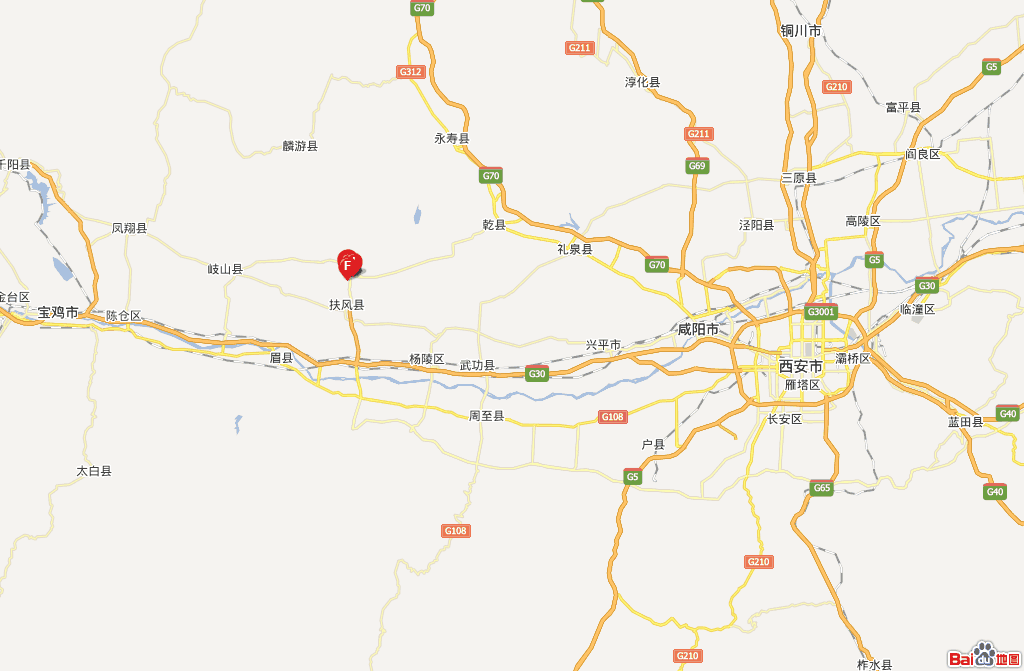 G70
铜川市
G211
G5
G312
淳化县
G210
富平县
G211
永寿县
麟游县
阎良区
千阳县
G69
G70
三原县
凤翔县
乾县
泾阳县
高陵区
礼泉县
F
岐山县
G70
G5
G30
金台区
宝鸡市
陈仓区
扶风县
G3001
临潼区
咸阳市
兴平市
眉县
杨陵区
武功县
G30
西安市
灞桥区
雁塔区
周至县
G108
长安区
G40
蓝田县
户县
太白县
G5
G65
G40
G108
G210
G210
柞水县
Bai du 地图